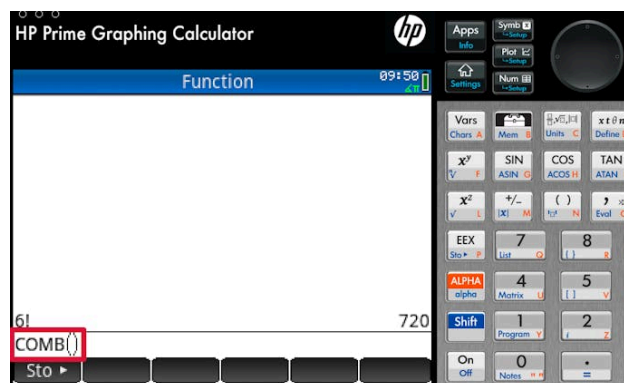 HP Prime Graphing Calculator
hp
09:50
Function
∡π
6!
720
COMB()
Sto ►
Apps
Info
Symb
Setup
Plot
Setup
Settings
Num
Setup
Vars
Chars A
Mem B
Units C
x t θ n
Define
xʸ
F
SIN
ASIN G
COS
ACOS H
TAN
ATAN
x²
√ L
+/-
|x| M
( )
N
,
Eval
EEX
Sto ► P
7
List Q
8
{ } R
ALPHA
alpha
4
Matrix U
5
[ ] V
Shift
1
Program Y
2
i Z
On
Off
0
Notes " "
.
=